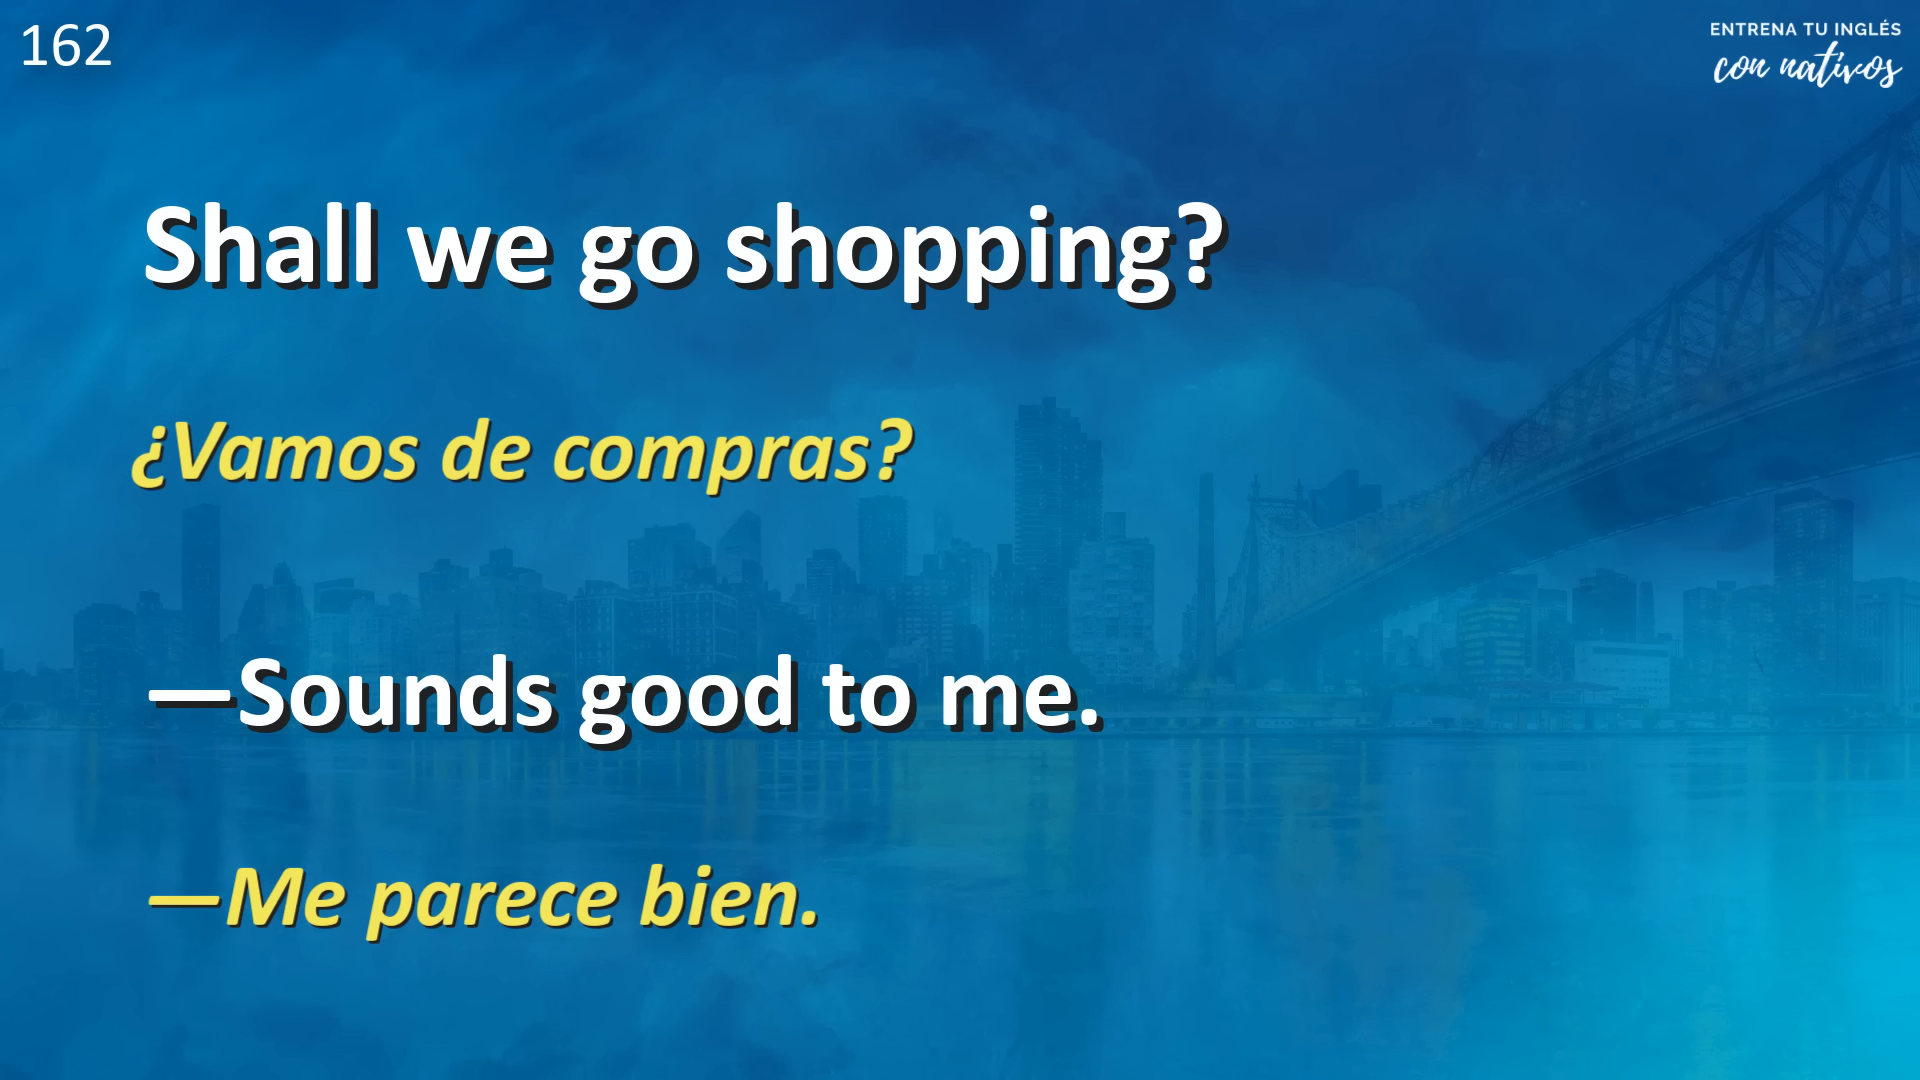 162
ENTRENA TU INGLÉS
con nativos
Shall we go shopping?
¿Vamos de compras?
—Sounds good to me.
—Me parece bien.